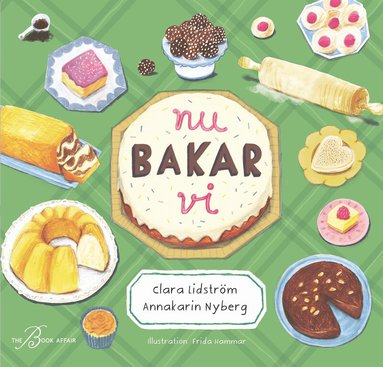 nu
BAKAR
vi
Clara Lidström
Annakarin Nyberg
THE BOOK AFFAIR
Illustration Frida Hammar